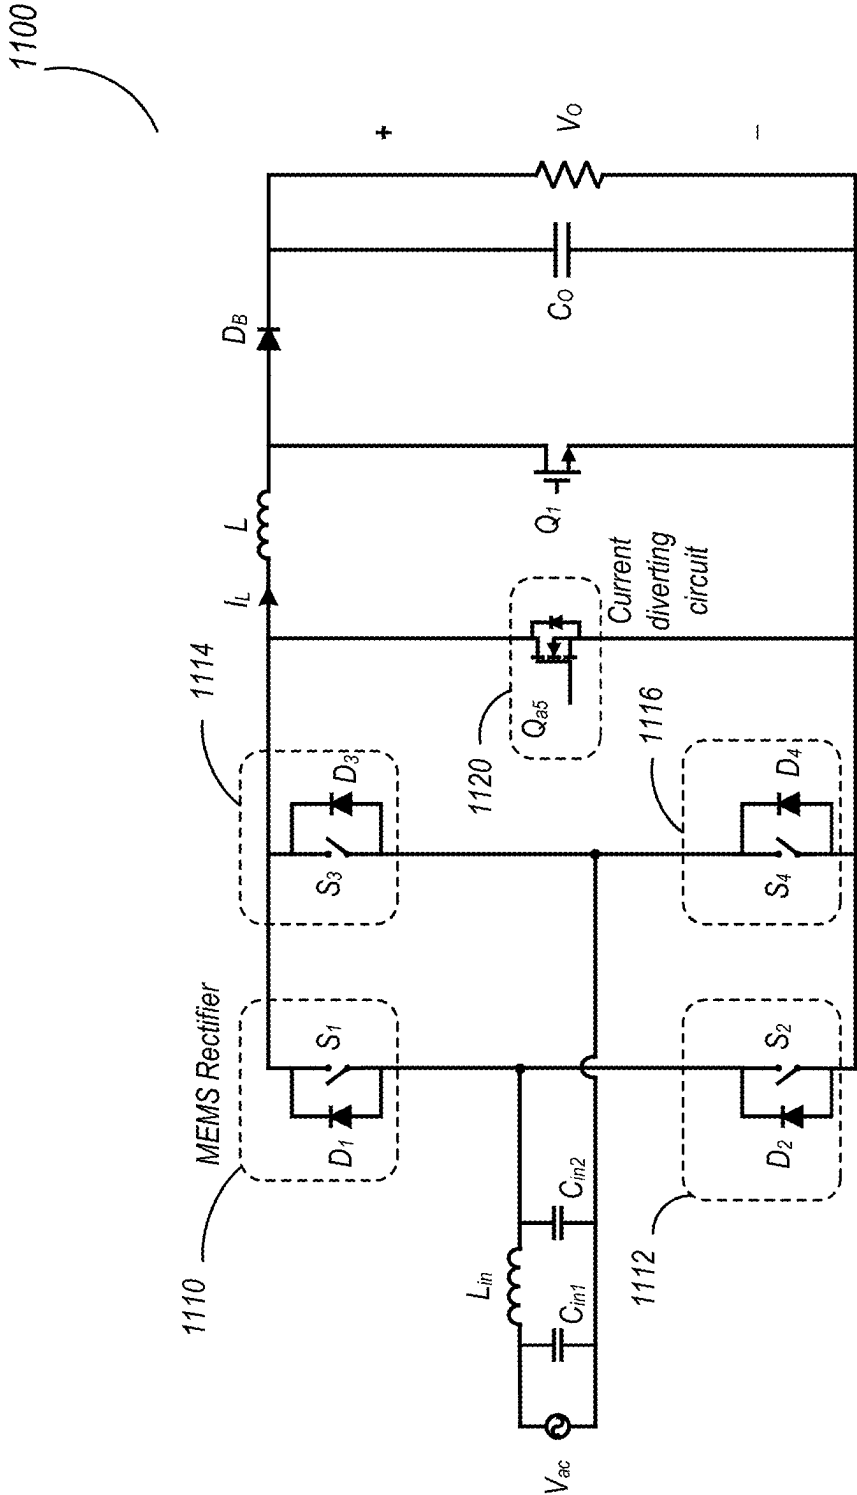 1100
MEMS Rectifier
1110
1114
D1
S1
S3
D3
IL
L
DB
+
Vac
Lin
Cin1
Cin2
1120
Qa5
Current
diverting
circuit
Q1
CO
VO
–
1112
1116
D2
S2
S4
D4